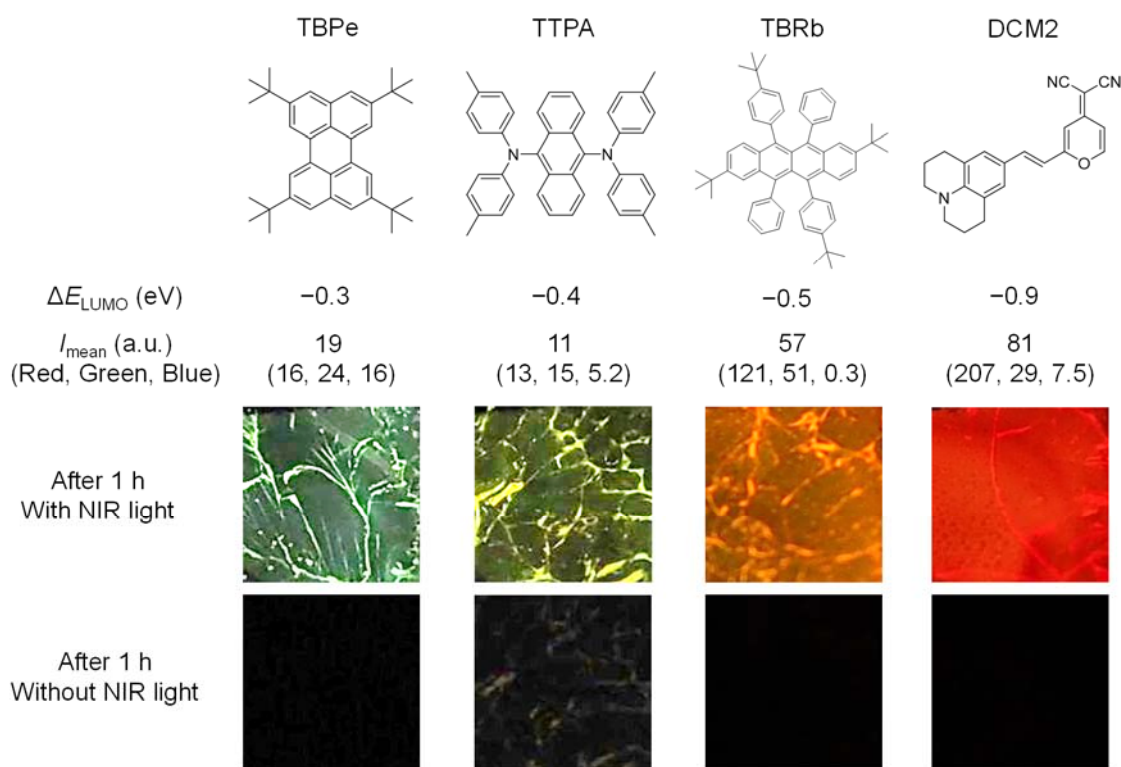 TBPe TTPA TBRb DCM2
N N
NC CN
O
N
ΔE_LUMO (eV) −0.3 −0.4 −0.5 −0.9
I_mean (a.u.) 19 11 57 81
(Red, Green, Blue) (16, 24, 16) (13, 15, 5.2) (121, 51, 0.3) (207, 29, 7.5)
After 1 h
With NIR light
After 1 h
Without NIR light